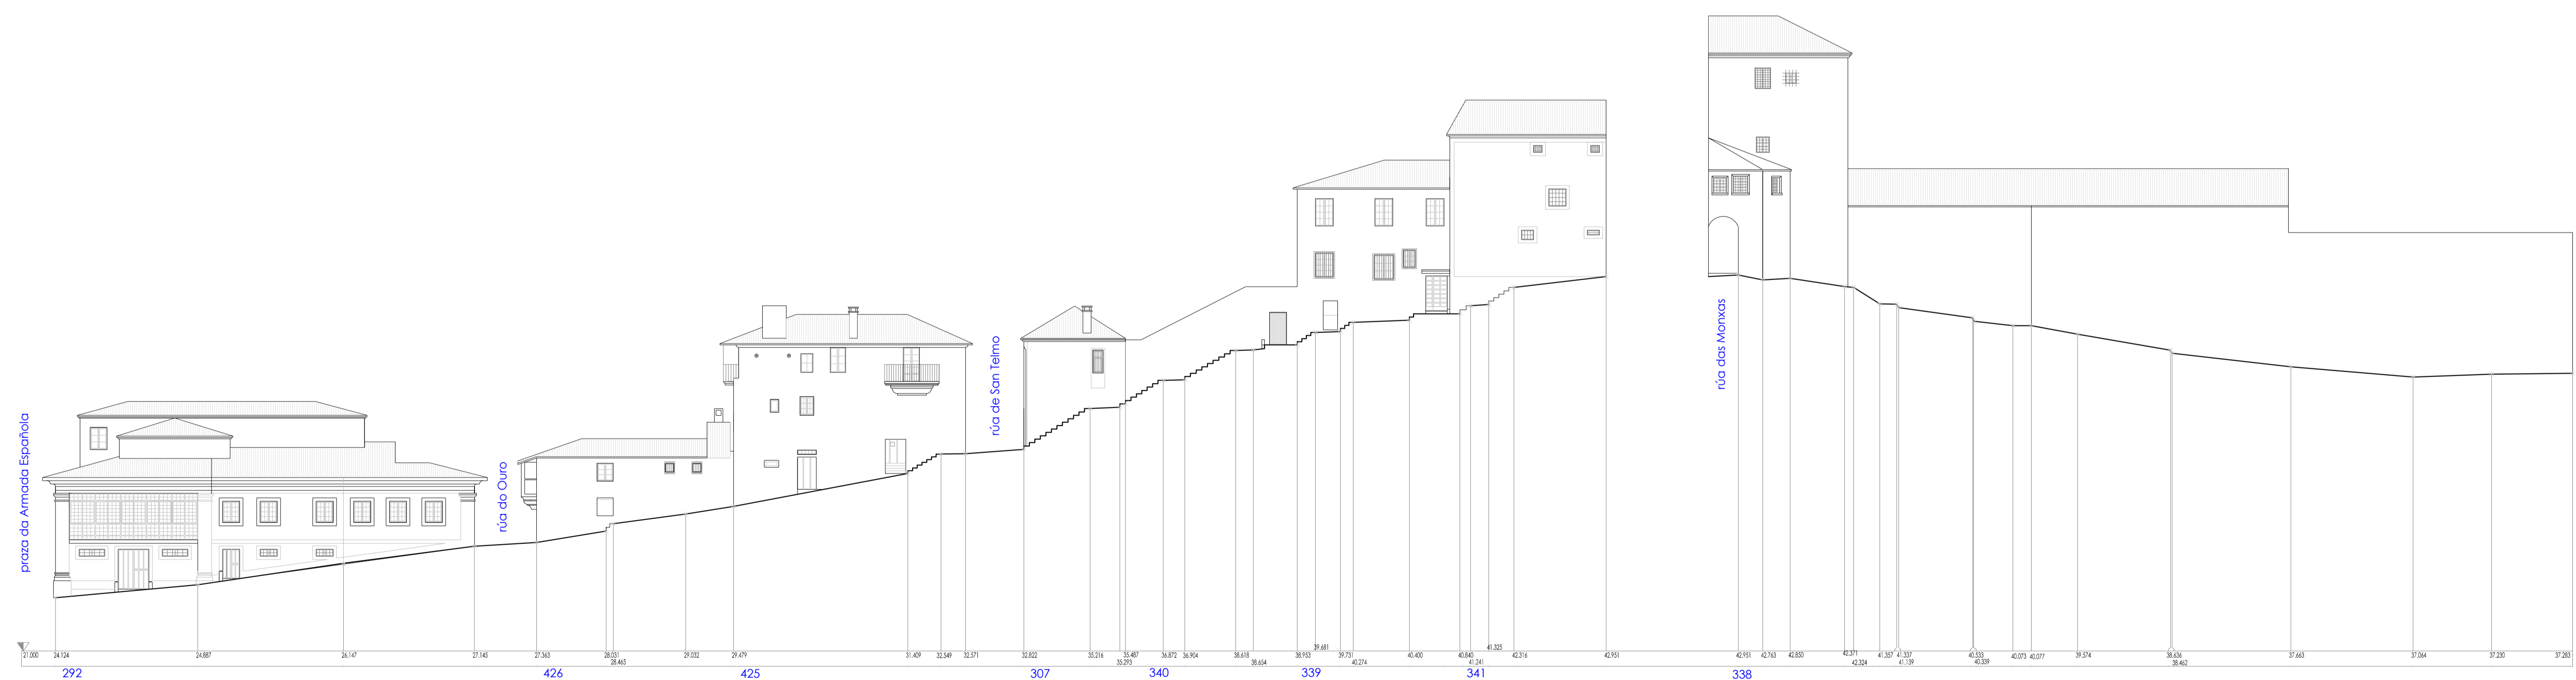 praza da Armada Española
rúa do Ouro
rúa de San Telmo
rúa das Monxas
21.000 24.124 24.887 26.147 27.145 27.363 28.031 28.465 29.032 29.479 31.409 32.549 32.571 32.822 35.216 35.293 35.487 36.872 36.904 38.618 38.654 38.953 39.681 39.731 40.274 40.400 40.840 41.241 41.325 42.316 42.951
42.951 42.763 42.850 42.371 42.324 41.357 41.337 41.139 40.533 40.339 40.073 40.077 39.574 38.636 38.462 37.663 37.064 37.230 37.283
292 426 425 307 340 339 341 338